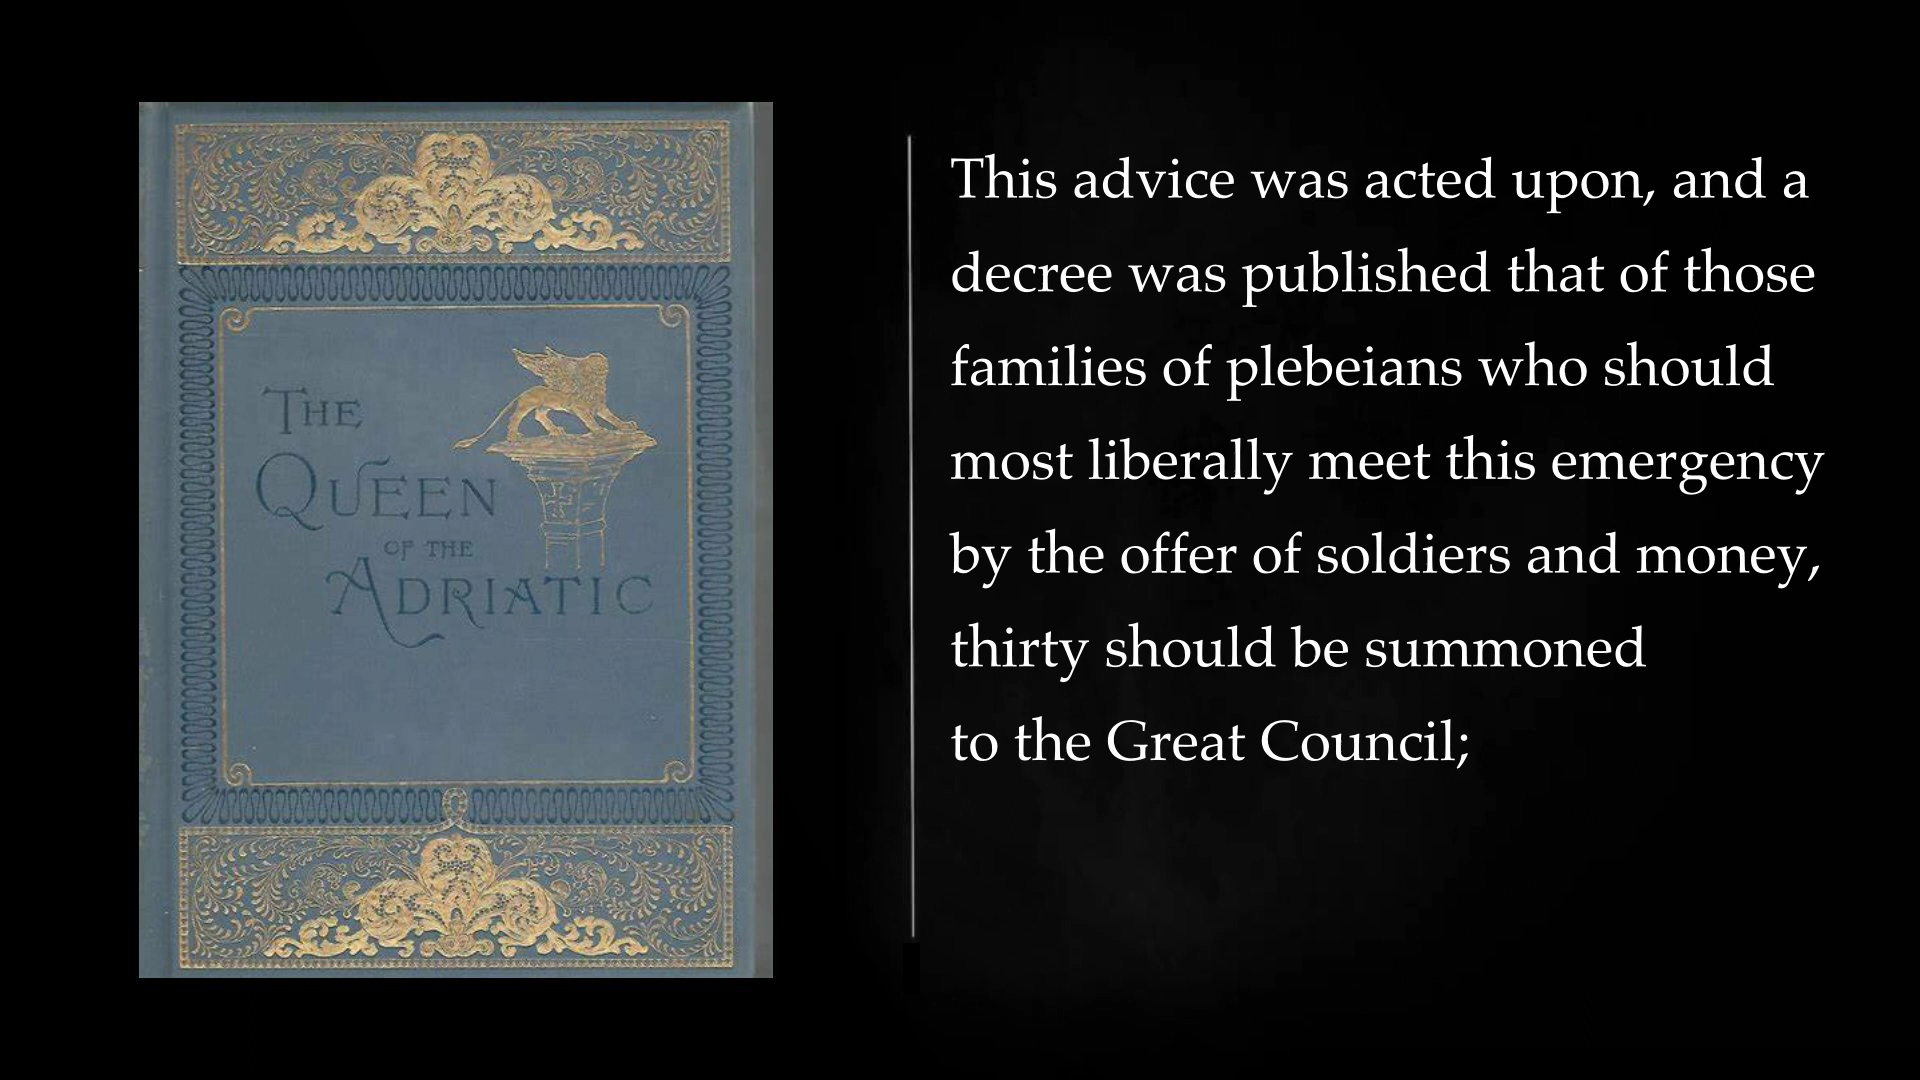 THE
QUEEN
OF THE
ADRIATIC
This advice was acted upon, and a
decree was published that of those
families of plebeians who should
most liberally meet this emergency
by the offer of soldiers and money,
thirty should be summoned
to the Great Council;